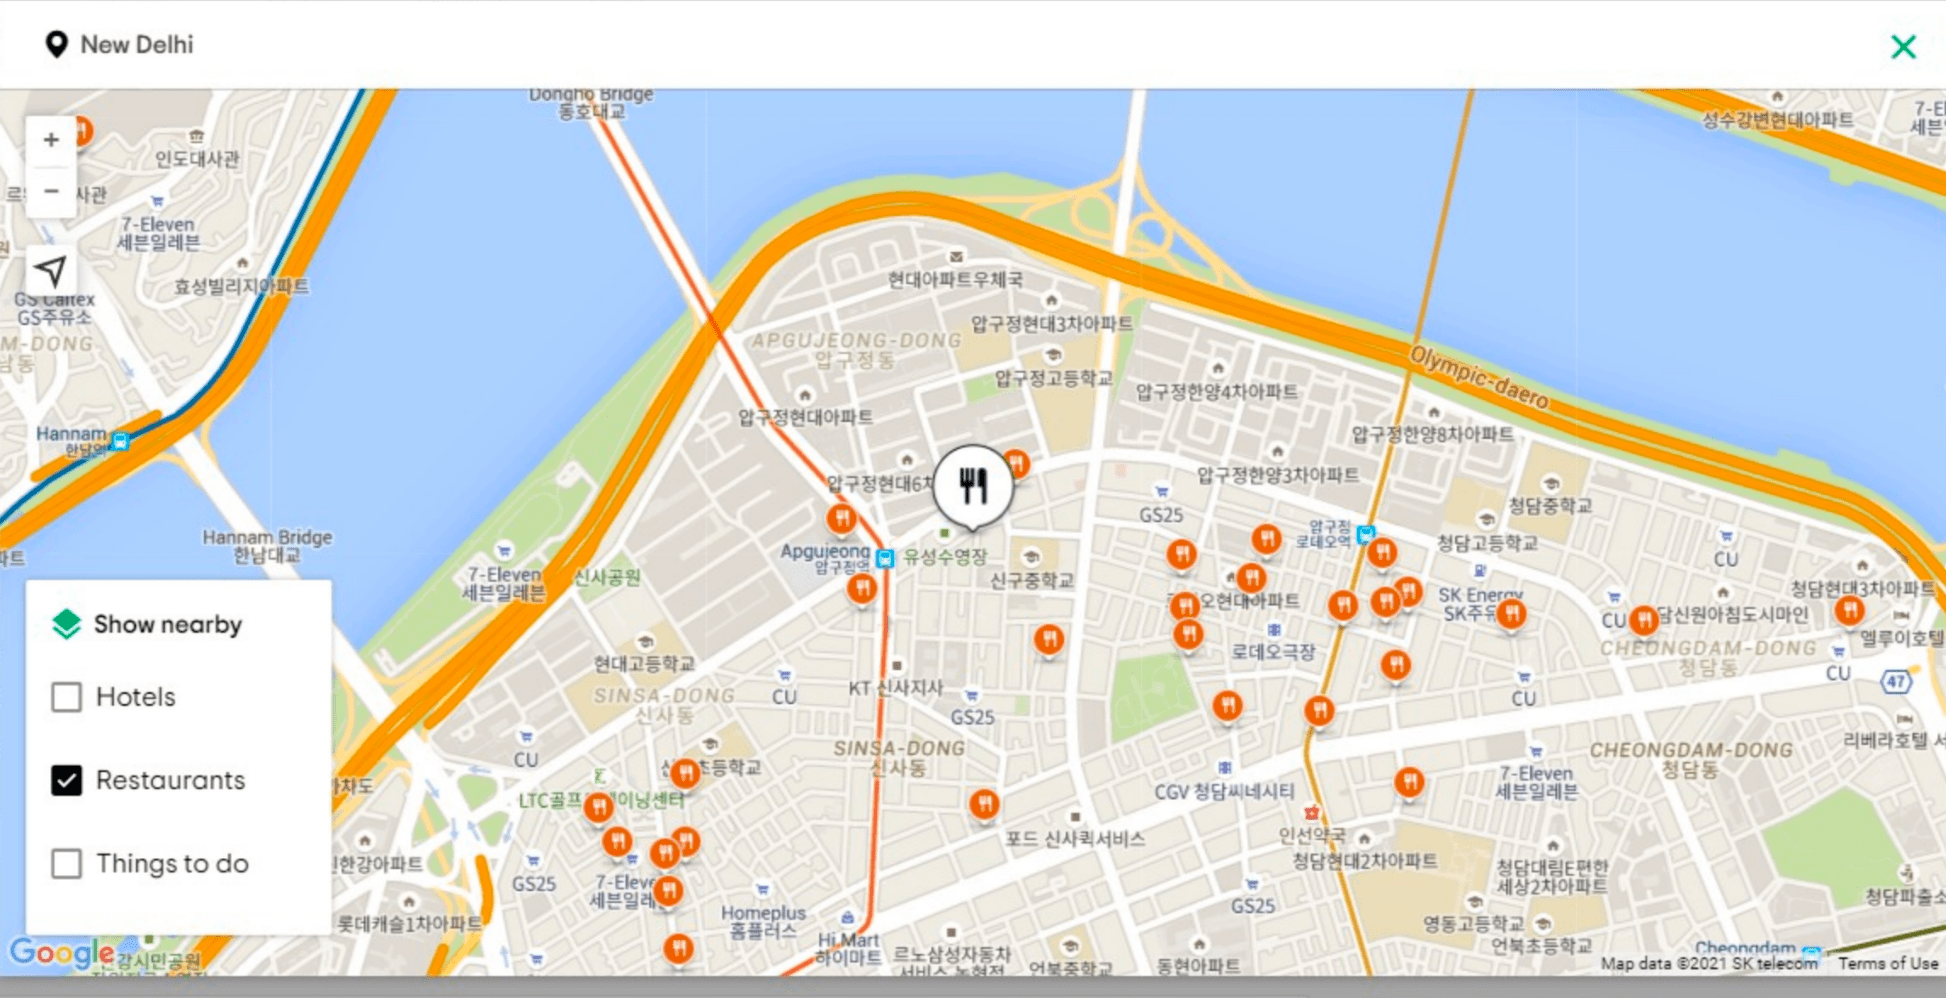 New Delhi
Dongho Bridge
동호대교
성수강변현대아파트
인도대사관
7-Eleven
세븐일레븐
효성빌리지아파트
GS Caltex
GS주유소
현대아파트우체국
압구정현대3차아파트
APGUJEONG-DONG
압구정동
압구정고등학교
압구정한양4차아파트
Olympic-daero
압구정현대아파트
압구정한양8차아파트
Hannam
한남역
압구정현대6차
압구정한양3차아파트
청담중학교
GS25
압구정
로데오역
청담고등학교
Hannam Bridge
한남대교
Apgujeong
압구정역
유성수영장
신구중학교
CU
7-Eleven
세븐일레븐
신사공원
청담현대3차아파트
SK Energy
SK주유
오현대아파트
CU
담신원아침도시마인
엘루이호텔
Show nearby
로데오극장
CHEONGDAM-DONG
청담동
현대고등학교
CU
47
Hotels
SINSA-DONG
신사동
CU
KT 신사지사
GS25
CU
SINSA-DONG
신사동
CHEONGDAM-DONG
청담동
리베라호텔 서
CU
초등학교
Restaurants
CGV 청담씨네시티
7-Eleven
세븐일레븐
LTC골프
이닝센터
포드 신사퀵서비스
인선약국
청담현대2차아파트
Things to do
한강아파트
GS25
7-Eleve
세븐일레
청담대림E편한
세상2차아파트
청담파출소
GS25
롯데캐슬1차아파트
Homeplus
홈플러스
영동고등학교
Hi Mart
하이마트
르노삼성자동차
언북초등학교
언북중학교
동현아파트
Cheongdam
Google
강시민공원
Map data ©2021 SK telecom
Terms of Use